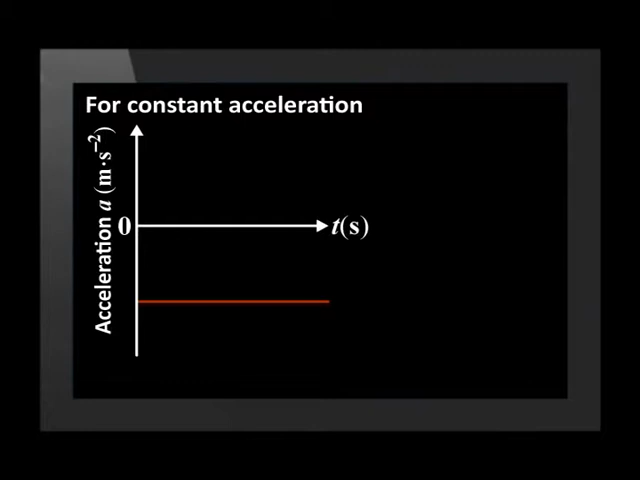 For constant acceleration
Acceleration a (m·s⁻²)
0
t(s)